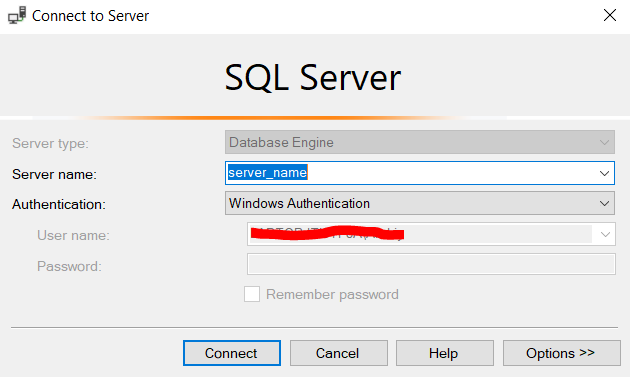 Connect to Server
SQL Server
Server type: Database Engine
Server name: server_name
Authentication: Windows Authentication
User name:
Password:
Remember password
Connect Cancel Help Options >>